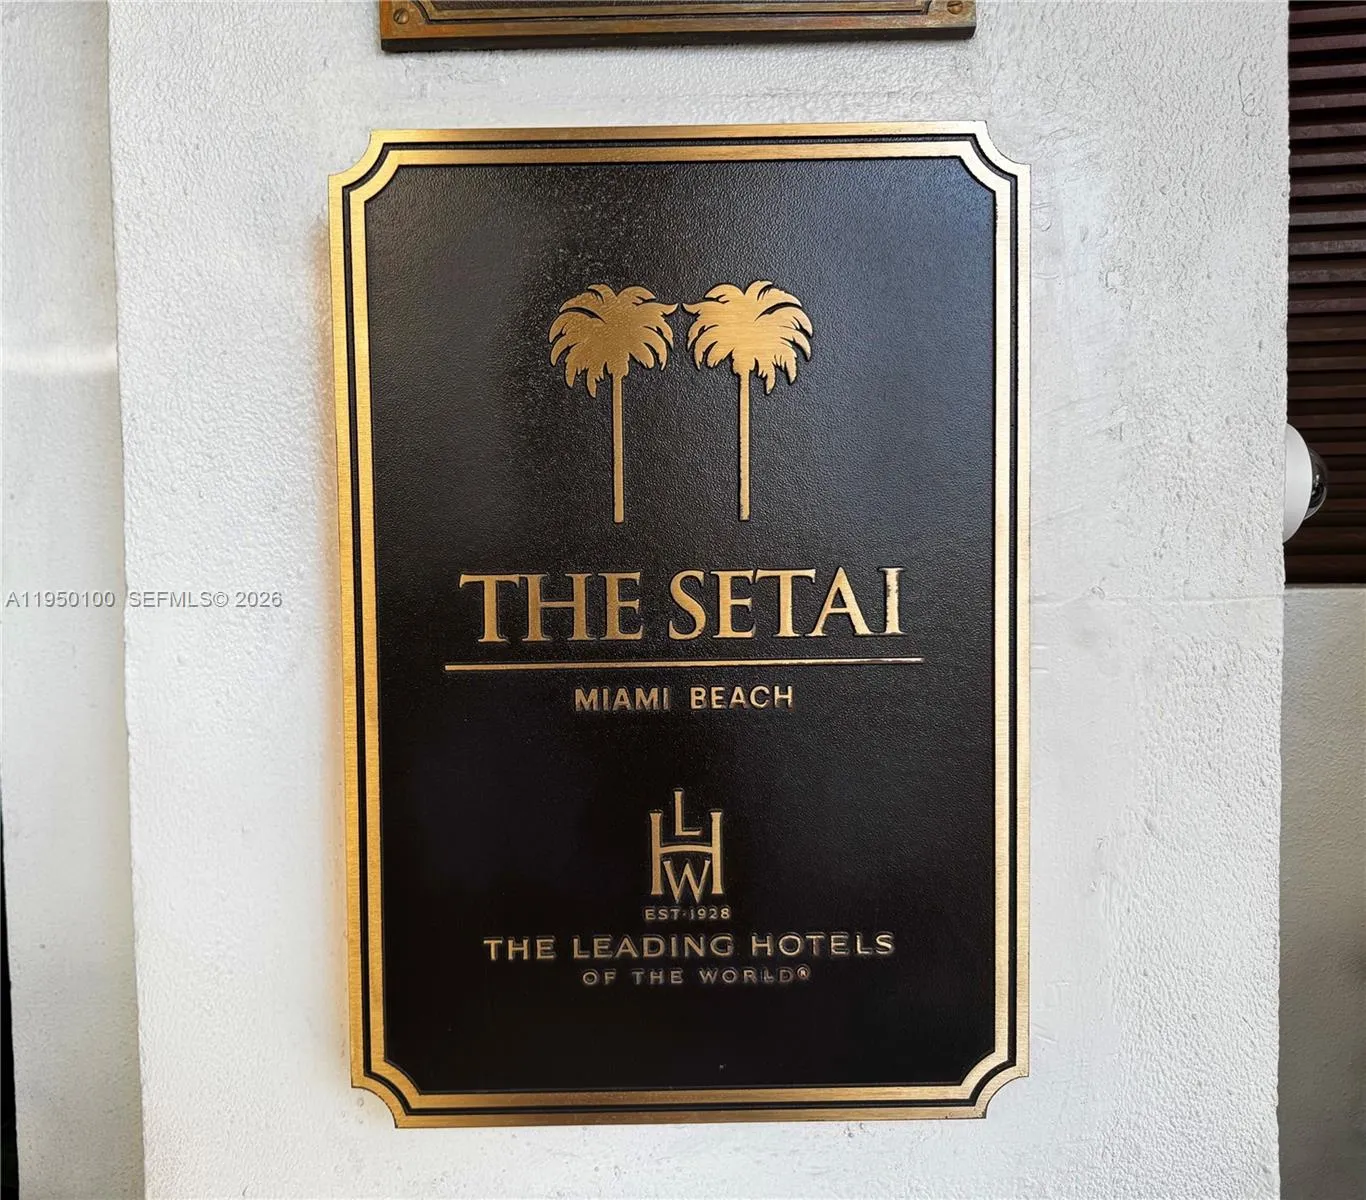 THE SETAI
MIAMI BEACH
LHW
EST·1928
THE LEADING HOTELS
OF THE WORLD®
A11950100 SEFMLS© 2026